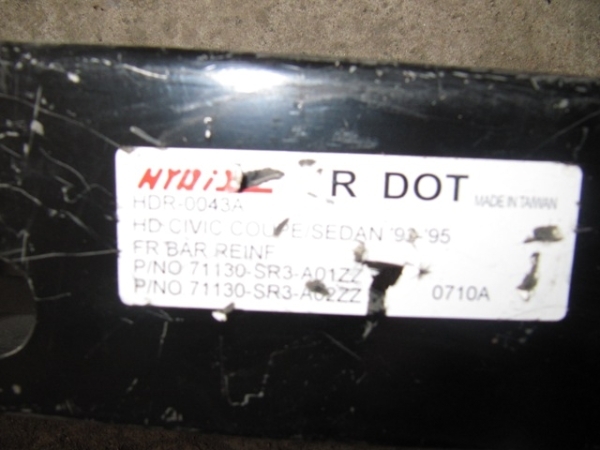 R DOT MADE IN TAIWAN
HDR-0043A
HD CIVIC COUPE/SEDAN '92-'95
FR BAR REINF
P/NO 71130-SR3-A01ZZ
P/NO 71130-SR3-A02ZZ 0710A